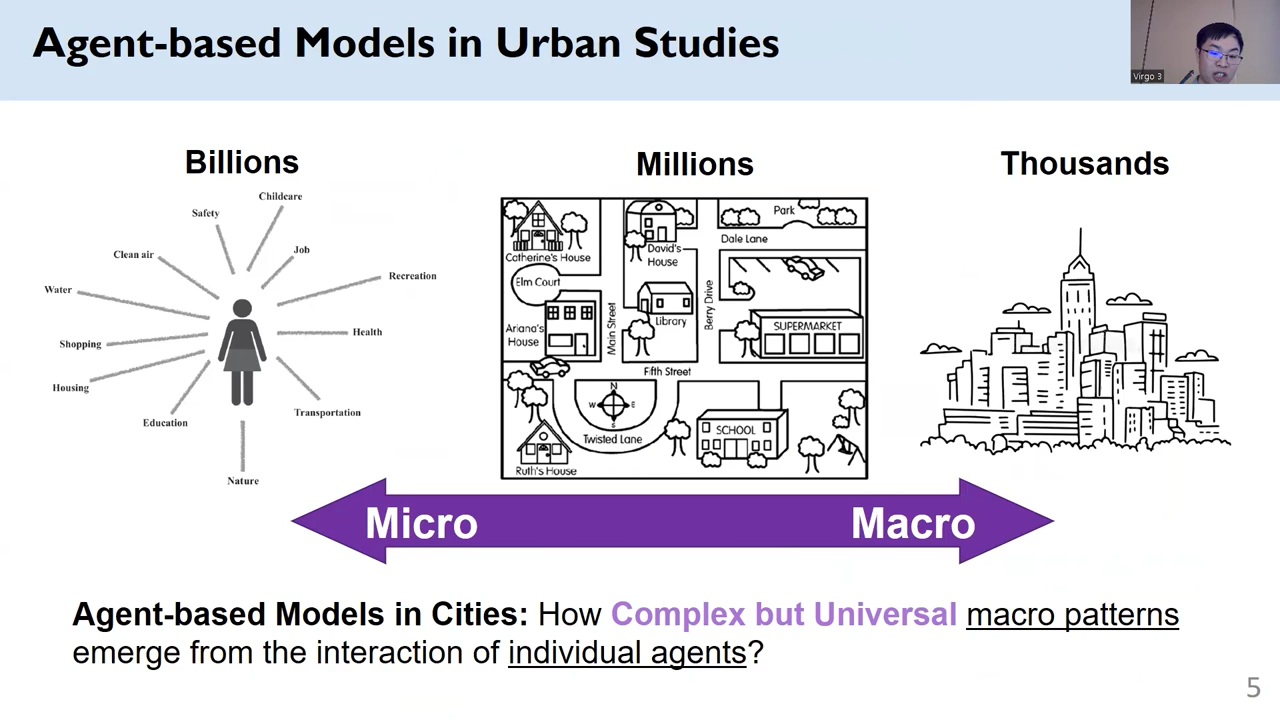 Agent-based Models in Urban Studies
Virgo 3
Billions
Millions
Thousands
Childcare
Safety
Job
Clean air
Recreation
Water
Health
Shopping
Housing
Transportation
Education
Nature
Park
Dale Lane
David's
House
Catherine's House
Elm Court
Berry Drive
Main Street
Library
Ariana's
House
SUPERMARKET
Fifth Street
N
W
E
S
Twisted Lane
SCHOOL
Ruth's House
Micro
Macro
Agent-based Models in Cities: How Complex but Universal macro patterns
emerge from the interaction of individual agents?
5